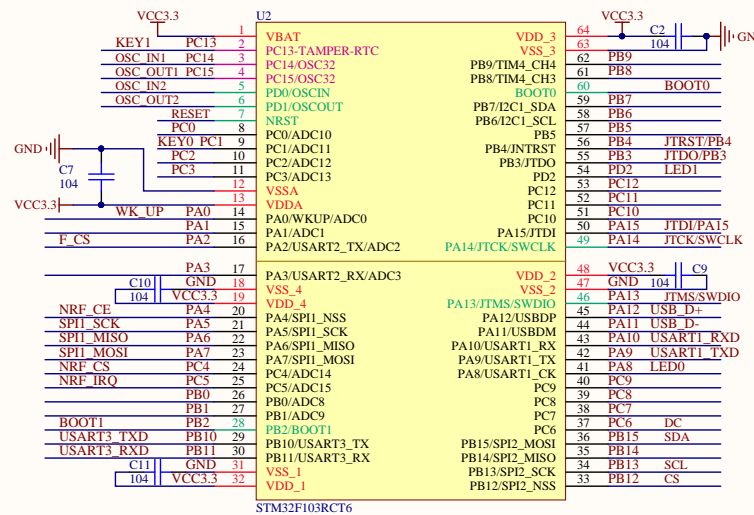 U2
VCC3.3 1 VBAT VDD_3 64 VCC3.3 C2 104 GND
KEY1 PC13 2 PC13-TAMPER-RTC VSS_3 63
OSC_IN1 PC14 3 PC14/OSC32 PB9/TIM4_CH4 62 PB9
OSC_OUT1 PC15 4 PC15/OSC32 PB8/TIM4_CH3 61 PB8
OSC_IN2 5 PD0/OSCIN BOOT0 60 BOOT0
OSC_OUT2 6 PD1/OSCOUT PB7/I2C1_SDA 59 PB7
RESET 7 NRST PB6/I2C1_SCL 58 PB6
PC0 8 PC0/ADC10 PB5 57 PB5
GND KEY0 PC1 9 PC1/ADC11 PB4/JNTRST 56 PB4 JTRST/PB4
PC2 10 PC2/ADC12 PB3/JTDO 55 PB3 JTDO/PB3
C7 104 PC3 11 PC3/ADC13 PD2 54 PD2 LED1
12 VSSA PC12 53 PC12
VCC3.3 13 VDDA PC11 52 PC11
WK_UP PA0 14 PA0/WKUP/ADC0 PC10 51 PC10
PA1 15 PA1/ADC1 PA15/JTDI 50 PA15 JTDI/PA15
F_CS PA2 16 PA2/USART2_TX/ADC2 PA14/JTCK/SWCLK 49 PA14 JTCK/SWCLK
PA3 17 PA3/USART2_RX/ADC3 VDD_2 48 VCC3.3 C9
C10 GND 18 VSS_4 VSS_2 47 GND 104
104 VCC3.3 19 VDD_4 PA13/JTMS/SWDIO 46 PA13 JTMS/SWDIO
NRF_CE PA4 20 PA4/SPI1_NSS PA12/USBDP 45 PA12 USB_D+
SPI1_SCK PA5 21 PA5/SPI1_SCK PA11/USBDM 44 PA11 USB_D-
SPI1_MISO PA6 22 PA6/SPI1_MISO PA10/USART1_RX 43 PA10 USART1_RXD
SPI1_MOSI PA7 23 PA7/SPI1_MOSI PA9/USART1_TX 42 PA9 USART1_TXD
NRF_CS PC4 24 PC4/ADC14 PA8/USART1_CK 41 PA8 LED0
NRF_IRQ PC5 25 PC5/ADC15 PC9 40 PC9
PB0 26 PB0/ADC8 PC8 39 PC8
PB1 27 PB1/ADC9 PC7 38 PC7
BOOT1 PB2 28 PB2/BOOT1 PC6 37 PC6 DC
USART3_TXD PB10 29 PB10/USART3_TX PB15/SPI2_MOSI 36 PB15 SDA
USART3_RXD PB11 30 PB11/USART3_RX PB14/SPI2_MISO 35 PB14
C11 GND 31 VSS_1 PB13/SPI2_SCK 34 PB13 SCL
104 VCC3.3 32 VDD_1 PB12/SPI2_NSS 33 PB12 CS
STM32F103RCT6